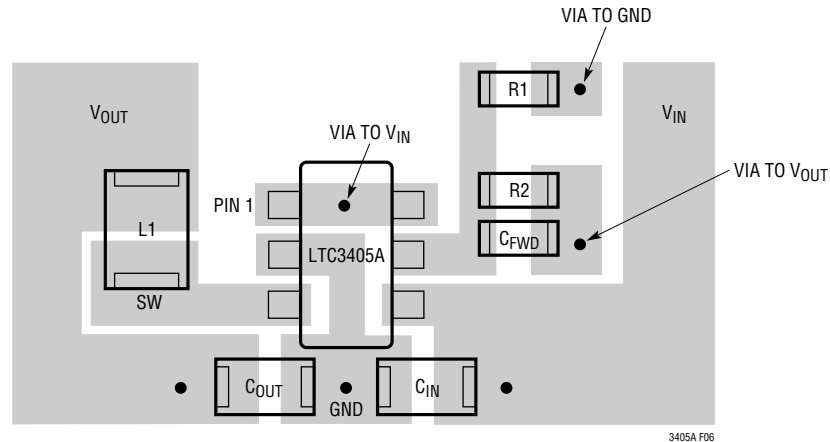 VIA TO GND
R1
VOUT
VIN
VIA TO VIN
VIA TO VOUT
R2
PIN 1
L1
CFWD
LTC3405A
SW
COUT
CIN
GND
3405A F06